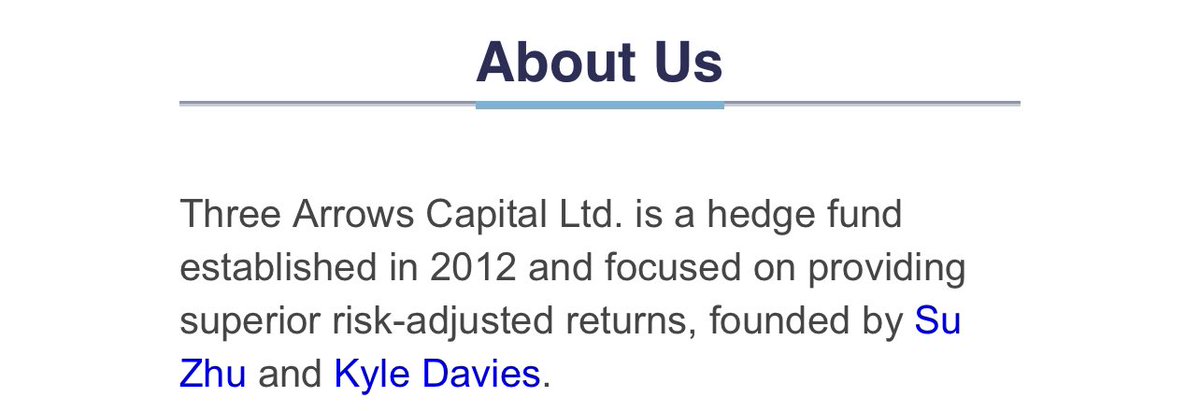 About Us
Three Arrows Capital Ltd. is a hedge fund
established in 2012 and focused on providing
superior risk-adjusted returns, founded by Su
Zhu and Kyle Davies.